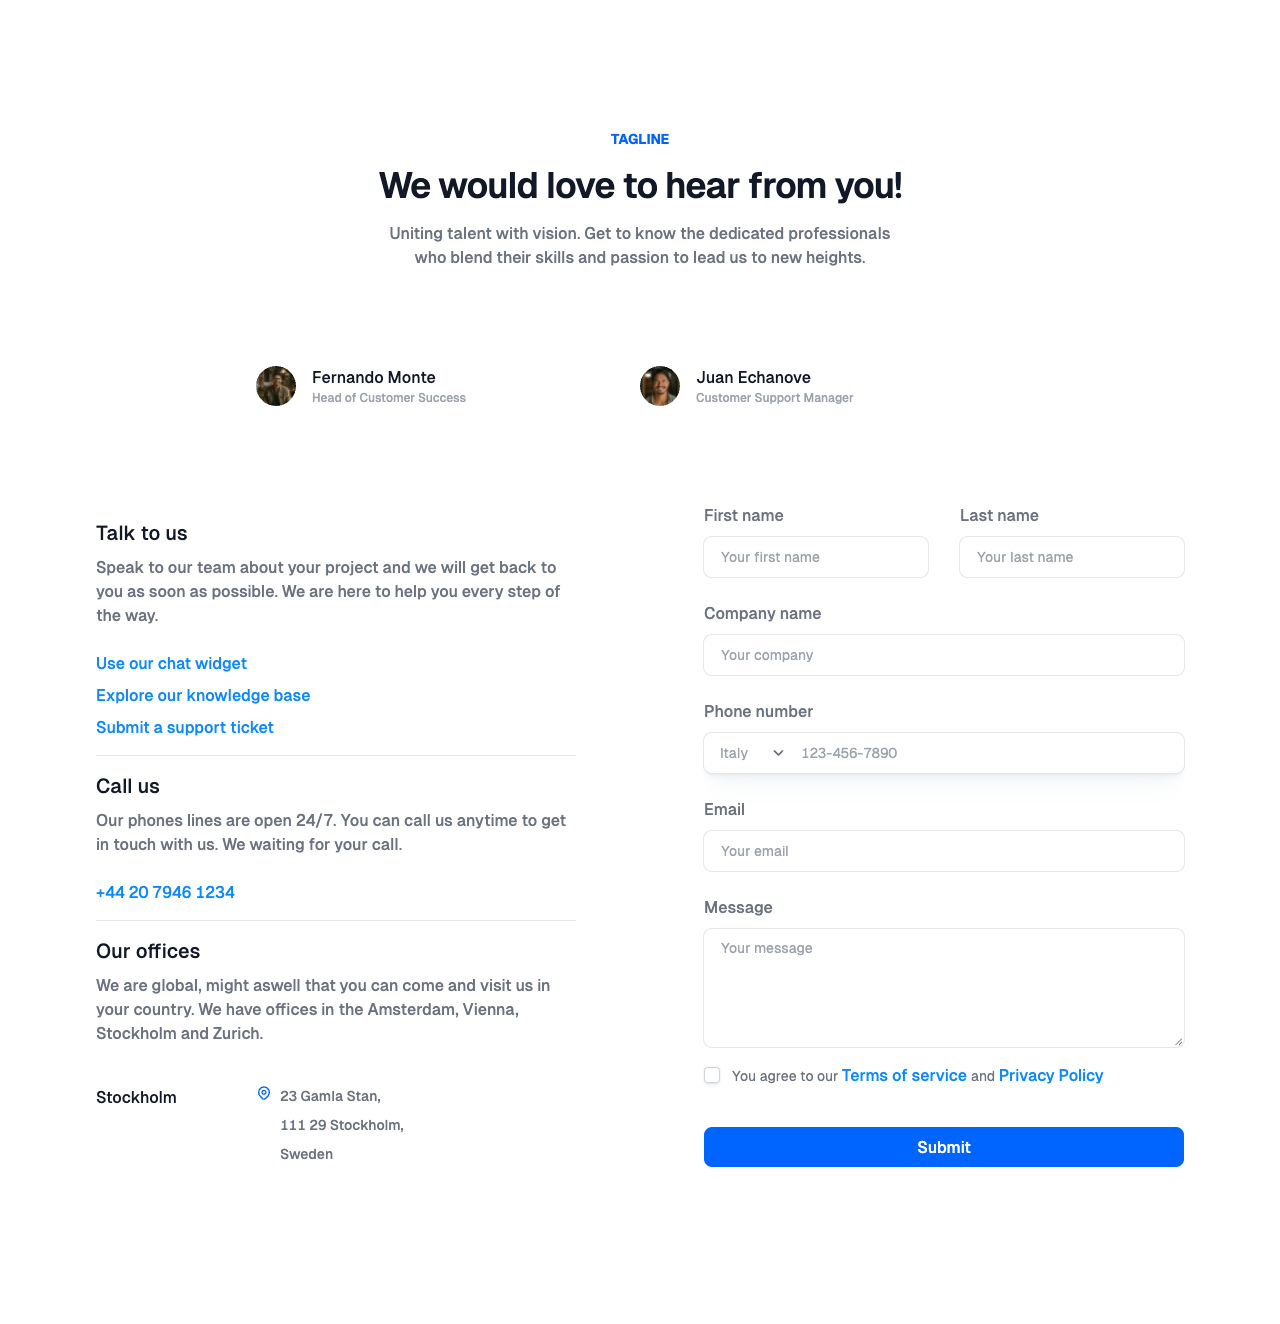 TAGLINE
We would love to hear from you!
Uniting talent with vision. Get to know the dedicated professionals
who blend their skills and passion to lead us to new heights.
Fernando Monte
Head of Customer Success
Juan Echanove
Customer Support Manager
Talk to us
Speak to our team about your project and we will get back to
you as soon as possible. We are here to help you every step of
the way.
Use our chat widget
Explore our knowledge base
Submit a support ticket
Call us
Our phones lines are open 24/7. You can call us anytime to get
in touch with us. We waiting for your call.
+44 20 7946 1234
Our offices
We are global, might aswell that you can come and visit us in
your country. We have offices in the Amsterdam, Vienna,
Stockholm and Zurich.
Stockholm
23 Gamla Stan,
111 29 Stockholm,
Sweden
First name
Your first name
Last name
Your last name
Company name
Your company
Phone number
Italy
123-456-7890
Email
Your email
Message
Your message
You agree to our Terms of service and Privacy Policy
Submit